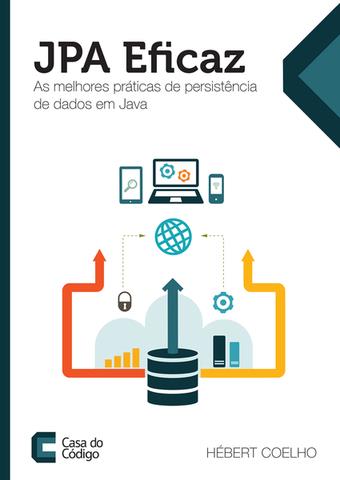 JPA Eficaz
As melhores práticas de persistência
de dados em Java
Casa do
Código
HÉBERT COELHO